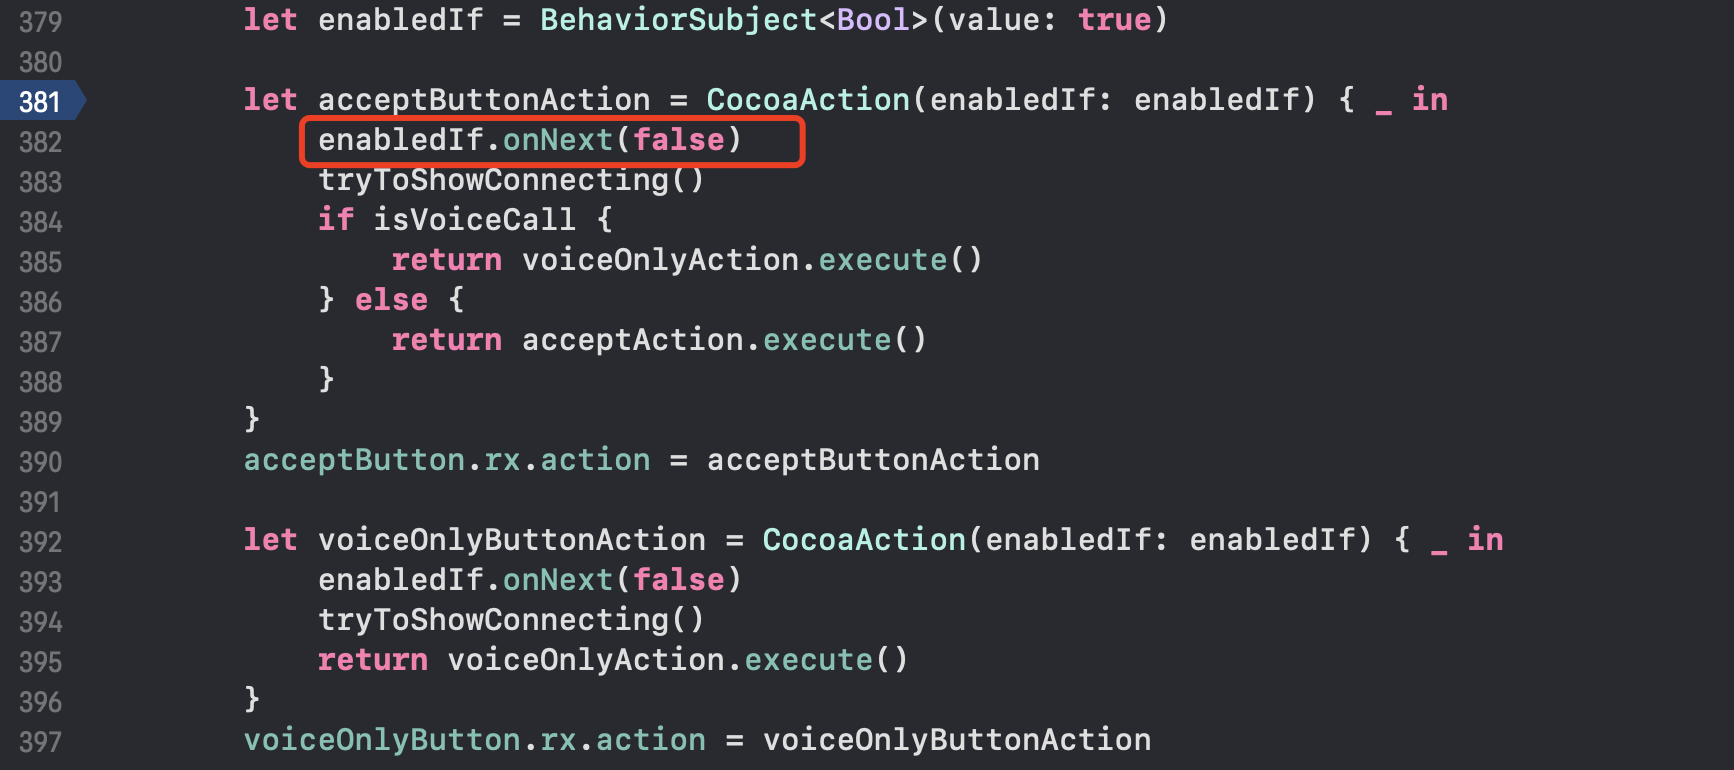 379 let enabledIf = BehaviorSubject<Bool>(value: true)
380
381 let acceptButtonAction = CocoaAction(enabledIf: enabledIf) { _ in
382 enabledIf.onNext(false)
383 tryToShowConnecting()
384 if isVoiceCall {
385 return voiceOnlyAction.execute()
386 } else {
387 return acceptAction.execute()
388 }
389 }
390 acceptButton.rx.action = acceptButtonAction
391
392 let voiceOnlyButtonAction = CocoaAction(enabledIf: enabledIf) { _ in
393 enabledIf.onNext(false)
394 tryToShowConnecting()
395 return voiceOnlyAction.execute()
396 }
397 voiceOnlyButton.rx.action = voiceOnlyButtonAction